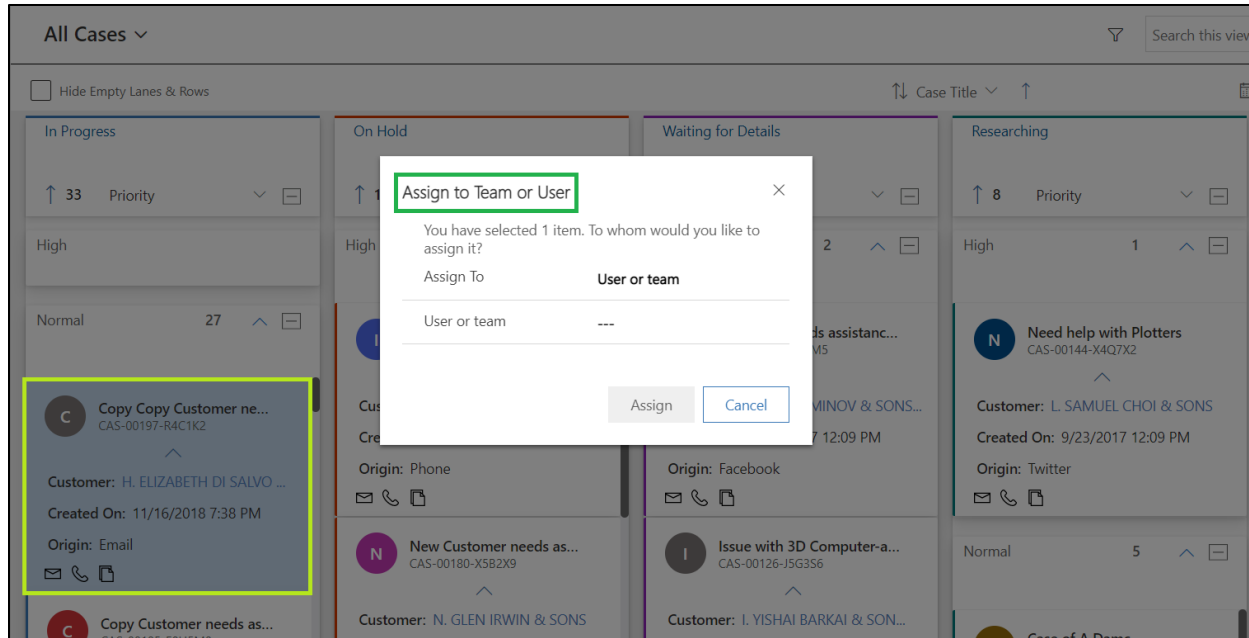 All Cases
Search this view
Hide Empty Lanes & Rows
Case Title
In Progress
33 Priority
High
Normal 27
C
Copy Copy Customer ne...
CAS-00197-R4C1K2
Customer: H. ELIZABETH DI SALVO ...
Created On: 11/16/2018 7:38 PM
Origin: Email
C
Copy Customer needs as...
On Hold
1
High
I
Cus
Cre
Origin: Phone
N
New Customer needs as...
CAS-00180-X5B2X9
Customer: N. GLEN IRWIN & SONS
Assign to Team or User
You have selected 1 item. To whom would you like to
assign it?
Assign To User or team
User or team ---
Assign Cancel
Waiting for Details
2
ds assistanc...
M5
MINOV & SONS...
7 12:09 PM
Origin: Facebook
I
Issue with 3D Computer-a...
CAS-00126-J5G3S6
Customer: I. YISHAI BARKAI & SON...
Researching
8 Priority
High 1
N
Need help with Plotters
CAS-00144-X4Q7X2
Customer: L. SAMUEL CHOI & SONS
Created On: 9/23/2017 12:09 PM
Origin: Twitter
Normal 5
Case of A Dome